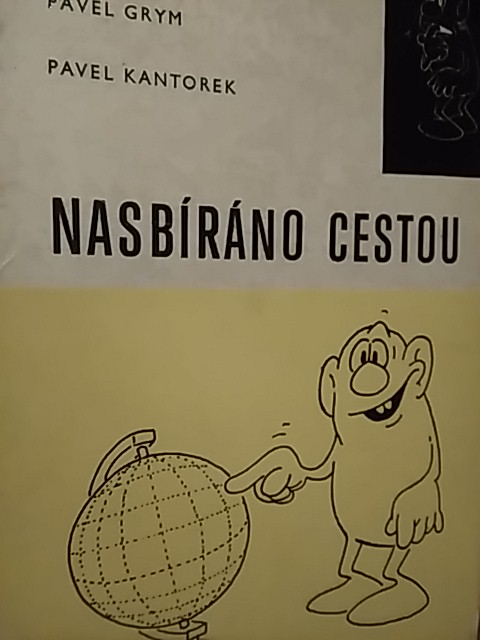 PAVEL GRYM
PAVEL KANTOREK
NASBÍRÁNO CESTOU